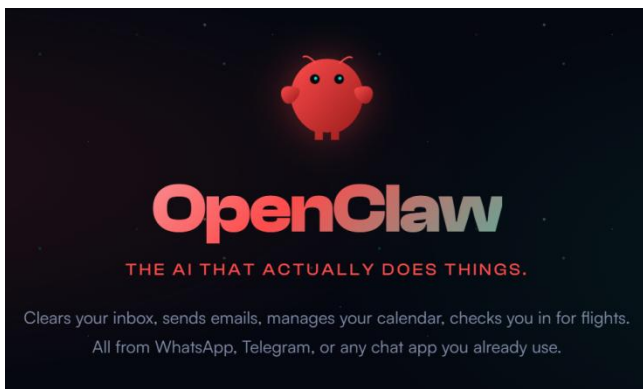 OpenClaw
THE AI THAT ACTUALLY DOES THINGS.
Clears your inbox, sends emails, manages your calendar, checks you in for flights.
All from WhatsApp, Telegram, or any chat app you already use.